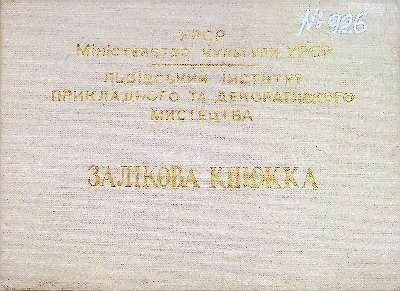 № 926
УРСР
Міністерство культури УРСР
Львівський інститут
прикладного та декоративного
мистецтва
ЗАЛІКОВА КНИЖКА